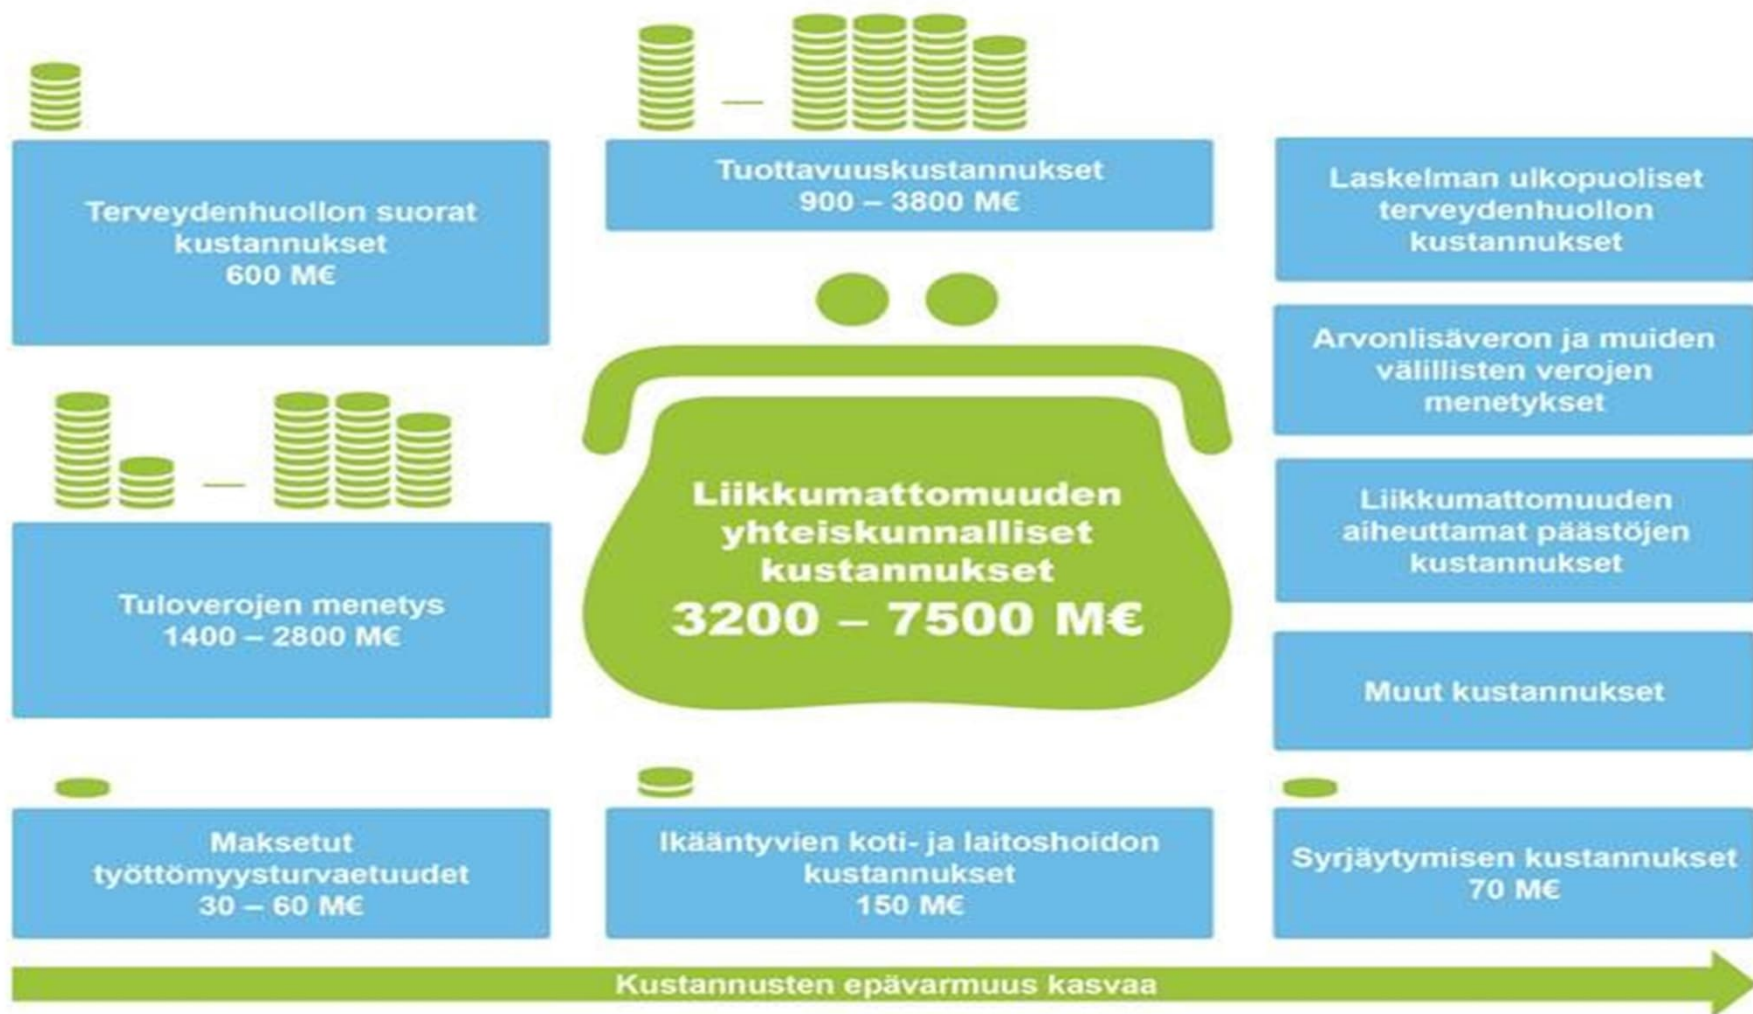 Terveydenhuollon suorat
kustannukset
600 M€
Tuottavuuskustannukset
900 – 3800 M€
Laskelman ulkopuoliset
terveydenhuollon
kustannukset
Arvonlisäveron ja muiden
välillisten verojen
menetykset
Liikkumattomuuden
yhteiskunnalliset
kustannukset
3200 – 7500 M€
Liikkumattomuuden
aiheuttamat päästöjen
kustannukset
Tuloverojen menetys
1400 – 2800 M€
Muut kustannukset
Maksetut
työttömyysturvaetuudet
30 – 60 M€
Ikääntyvien koti- ja laitoshoidon
kustannukset
150 M€
Syrjäytymisen kustannukset
70 M€
Kustannusten epävarmuus kasvaa